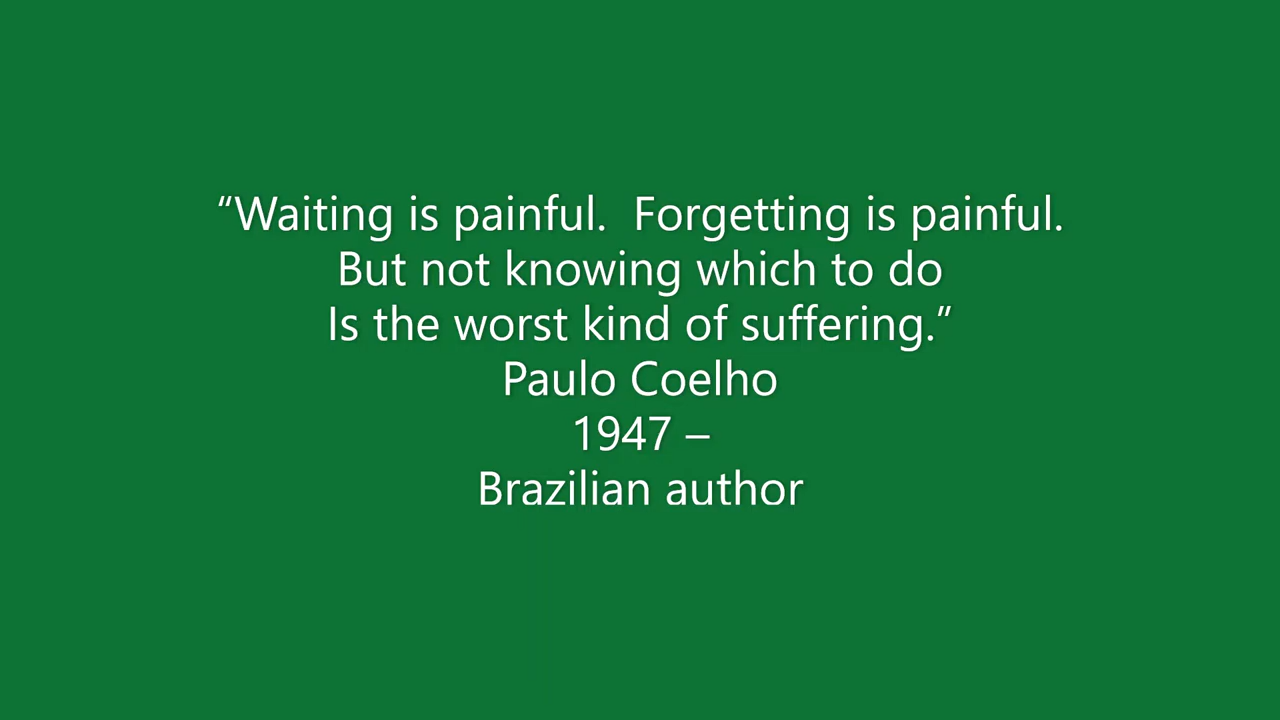 “Waiting is painful.  Forgetting is painful.
But not knowing which to do
Is the worst kind of suffering.”
Paulo Coelho
1947 –
Brazilian author